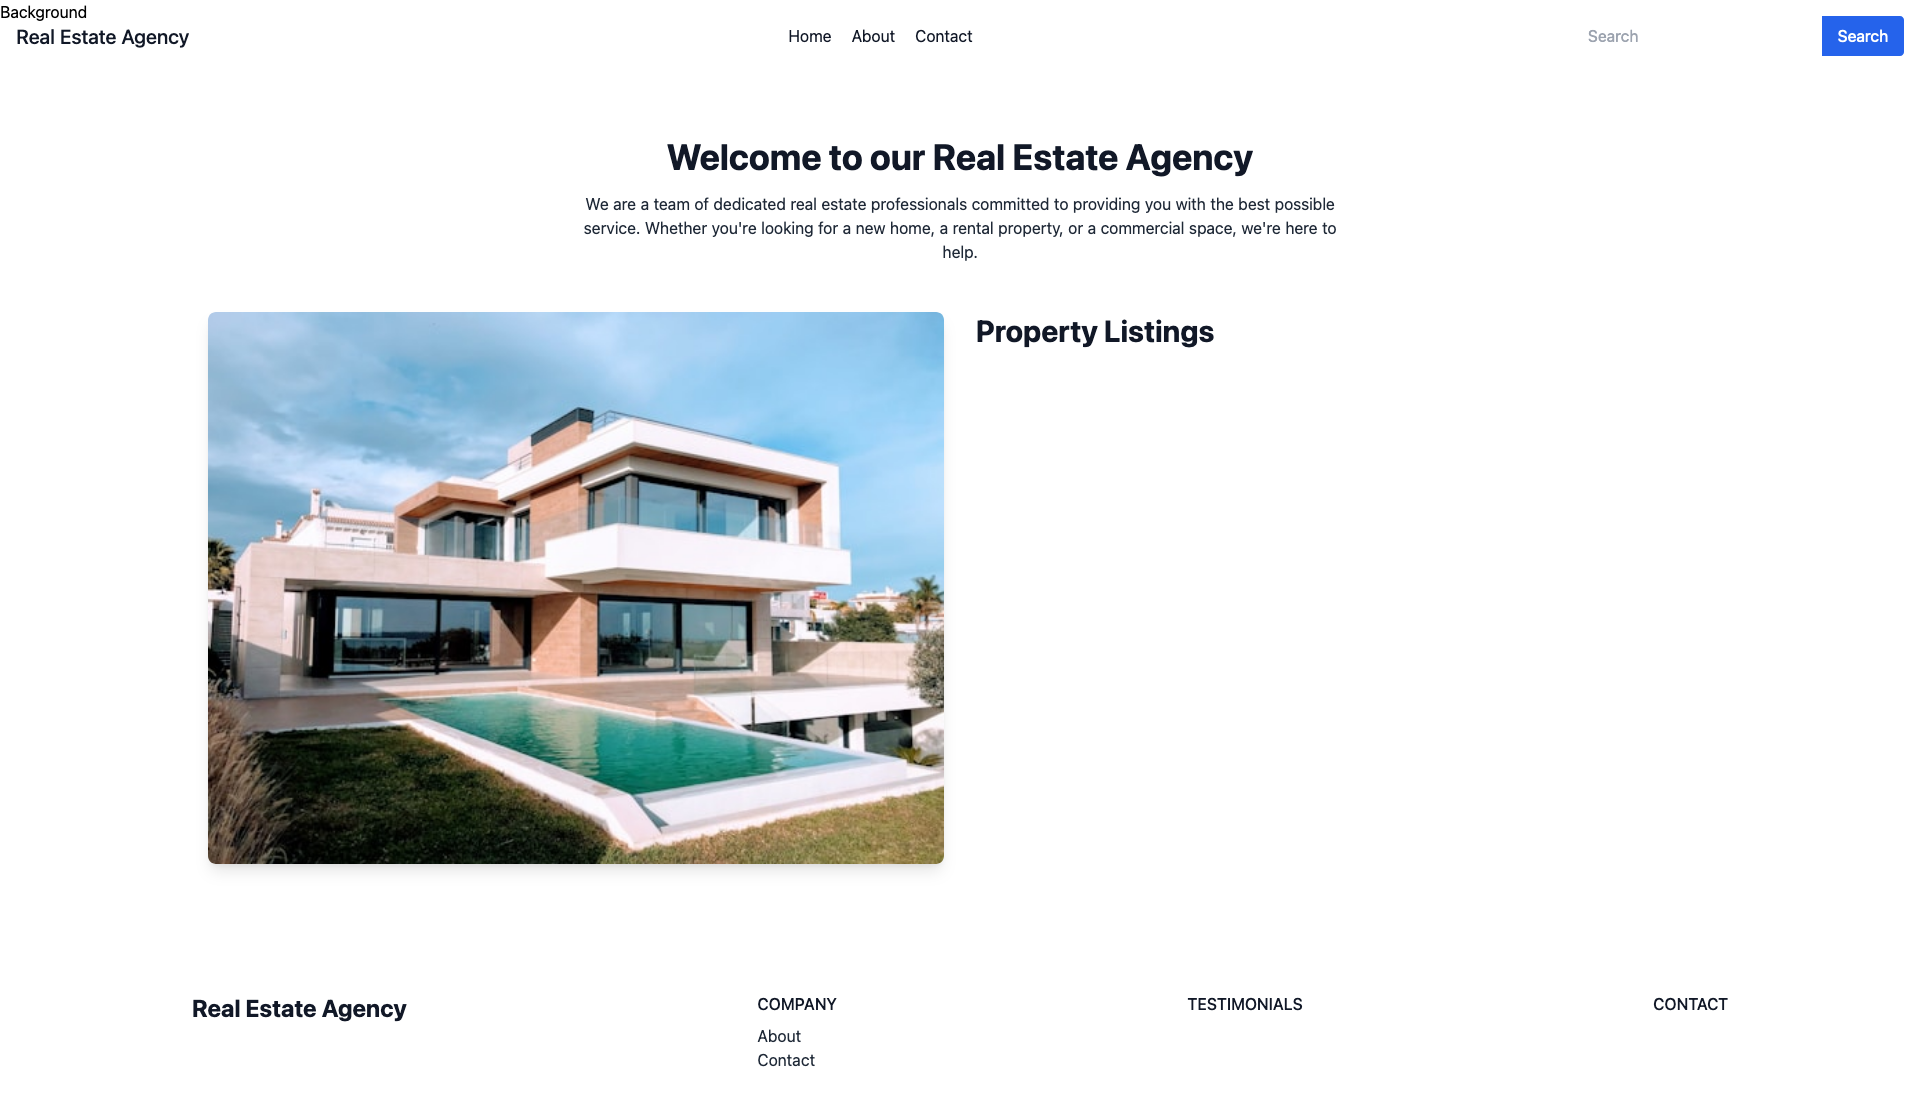 Background
Real Estate Agency
Home About Contact
Search
Search
Welcome to our Real Estate Agency
We are a team of dedicated real estate professionals committed to providing you with the best possible
service. Whether you're looking for a new home, a rental property, or a commercial space, we're here to
help.
Property Listings
Real Estate Agency
COMPANY
About
Contact
TESTIMONIALS
CONTACT